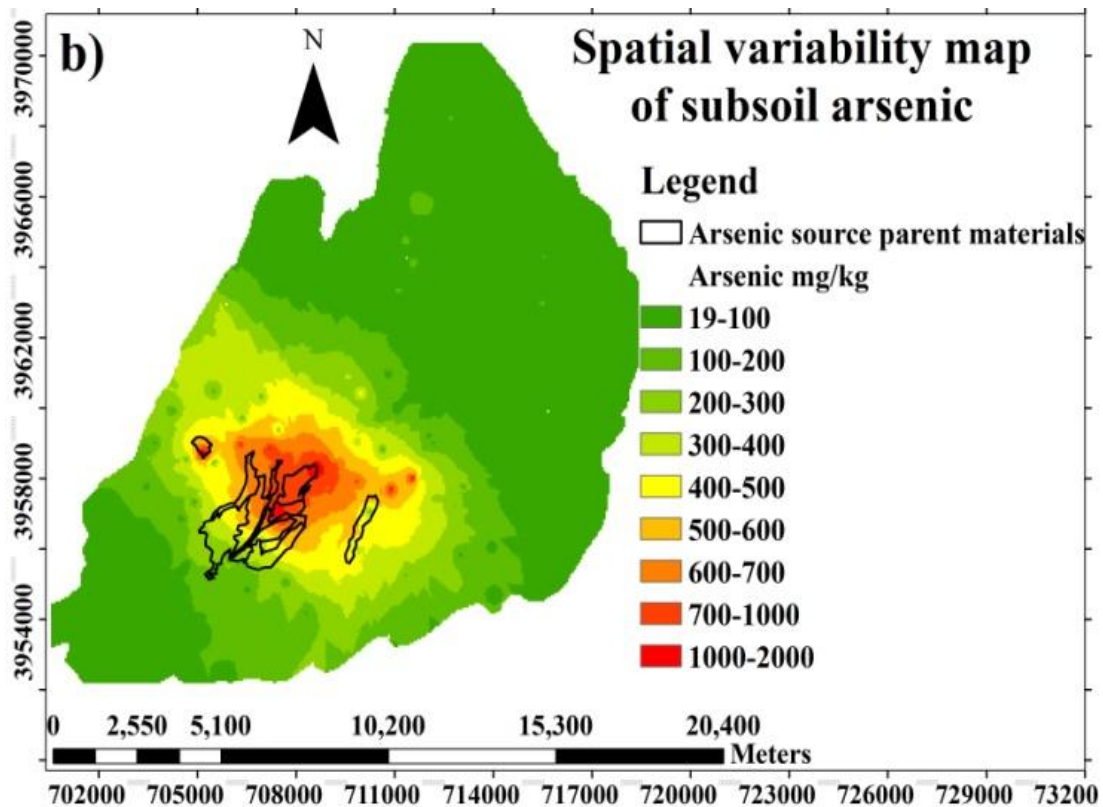 b)
N
Spatial variability map
of subsoil arsenic
Legend
Arsenic source parent materials
Arsenic mg/kg
19-100
100-200
200-300
300-400
400-500
500-600
600-700
700-1000
1000-2000
3970000
3966000
3962000
3958000
3954000
0 2,550 5,100 10,200 15,300 20,400
Meters
702000 705000 708000 711000 714000 717000 720000 723000 726000 729000 732000